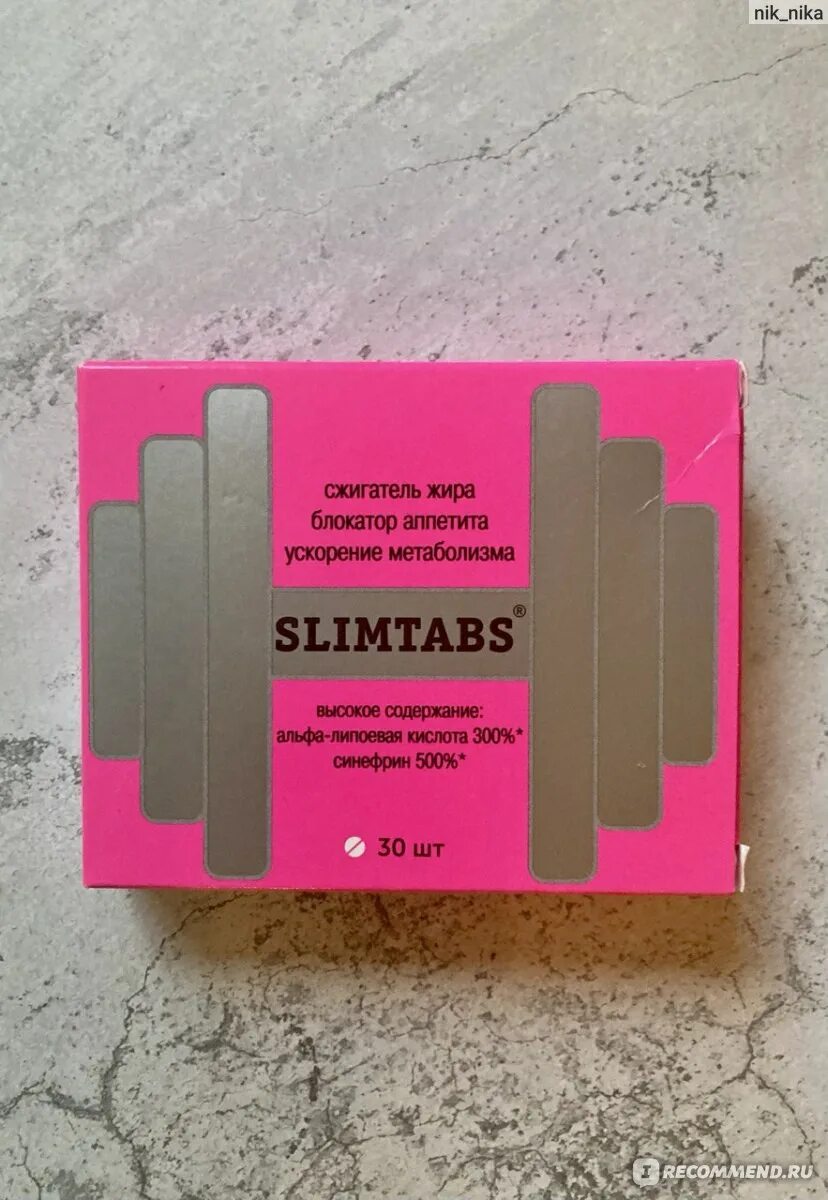 nik_nika
сжигатель жира
блокатор аппетита
ускорение метаболизма
SLIMTABS®
высокое содержание:
альфа-липоевая кислота 300%*
синефрин 500%*
30 шт
IRECOMMEND.RU